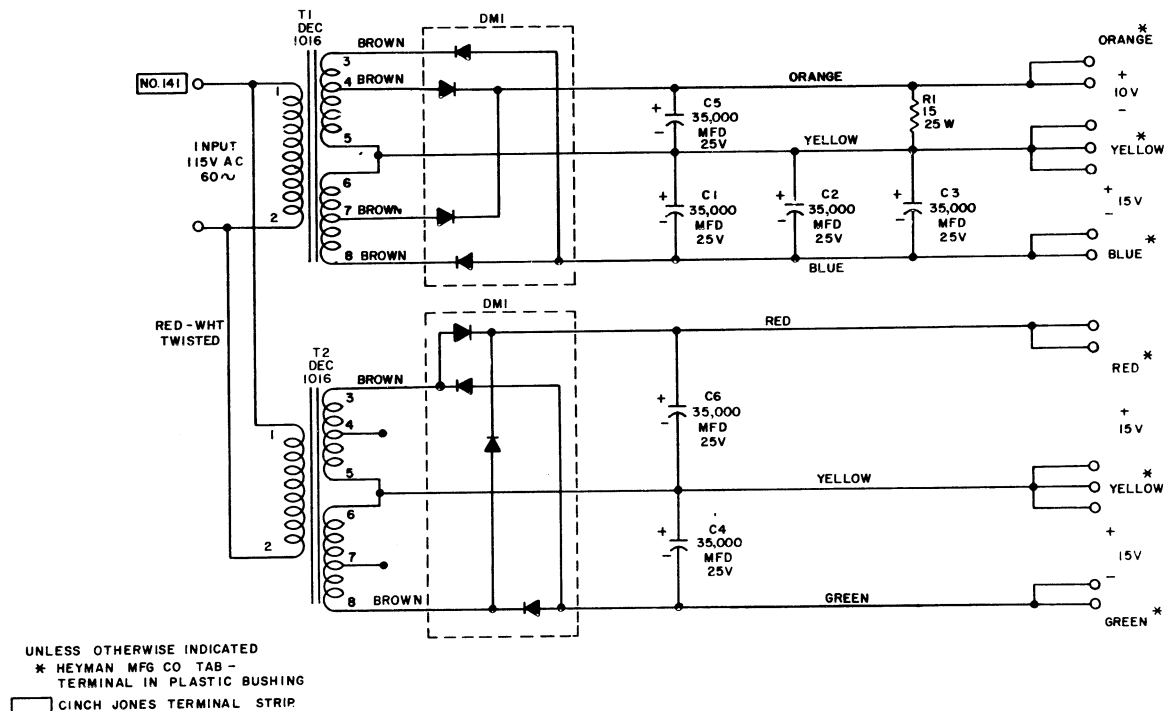 T1
DEC
1016
DM1
BROWN
3
4
BROWN
5
6
7
BROWN
8
BROWN
NO. 141
1
2
INPUT
115V AC
60~
ORANGE
+
C5
35,000
-
MFD
25V
R1
15
25W
YELLOW
+
C1
35,000
-
MFD
25V
+
C2
35,000
-
MFD
25V
+
C3
35,000
-
MFD
25V
BLUE
*
ORANGE
+
10V
-
*
YELLOW
+
15V
-
*
BLUE
RED-WHT
TWISTED
T2
DEC
1016
DM1
1
2
BROWN
3
4
5
6
7
8
BROWN
RED
+
C6
35,000
-
MFD
25V
YELLOW
+
C4
35,000
-
MFD
25V
GREEN
*
RED
+
15V
*
YELLOW
+
15V
-
GREEN
*
UNLESS OTHERWISE INDICATED
* HEYMAN MFG CO TAB-
TERMINAL IN PLASTIC BUSHING
CINCH JONES TERMINAL STRIP